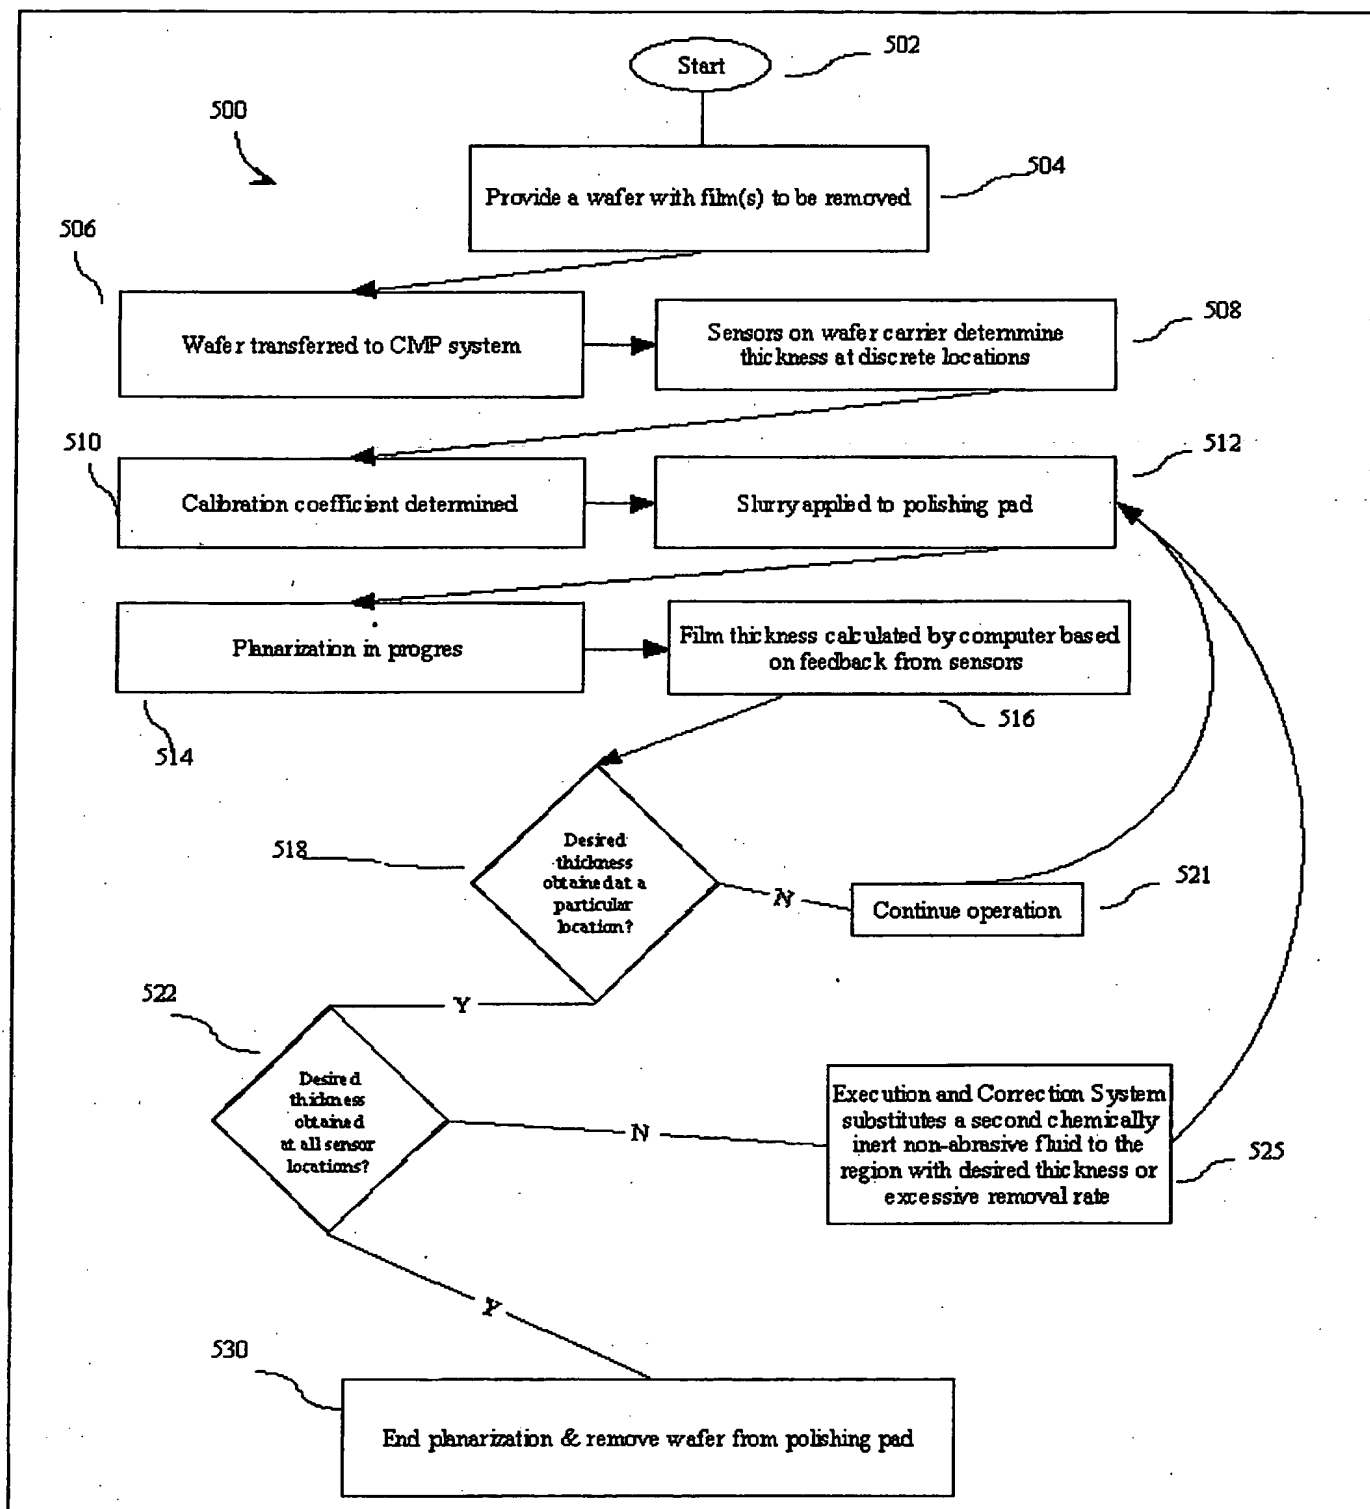 502
Start
500
504
Provide a wafer with film(s) to be removed
506
508
Wafer transferred to CMP system
Sensors on wafer carrier deternmine
thickness at discrete locations
510
512
Calibration coefficient determined
Slurry applied to polishing pad
Planarization in progres
Film thickness calculated by computer based
on feedback from sensors
514
516
518
Desired
thickness
obtained at a
particular
location?
N
Continue operation
521
522
Y
Desired
thickness
obtained
at all sensor
locations?
N
Execution and Correction System
substitutes a second chemically
inert non-abrasive fluid to the
region with desired thickness or
excessive removal rate
525
Y
530
End planarization & remove wafer from polishing pad